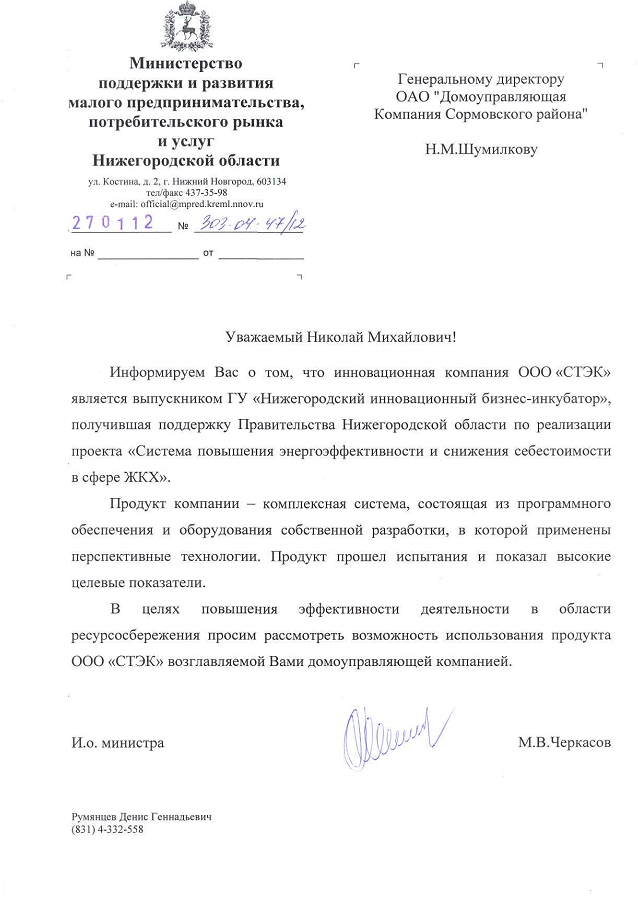 Министерство
поддержки и развития
малого предпринимательства,
потребительского рынка
и услуг
Нижегородской области
ул. Костина, д. 2, г. Нижний Новгород, 603134
тел/факс 437-35-98
e-mail: official@mpred.kreml.nnov.ru
270112 № 303-04-47/12
на № от
Генеральному директору
ОАО "Домоуправляющая
Компания Сормовского района"
Н.М.Шумилкову
Уважаемый Николай Михайлович!
Информируем Вас о том, что инновационная компания ООО «СТЭК»
является выпускником ГУ «Нижегородский инновационный бизнес-инкубатор»,
получившая поддержку Правительства Нижегородской области по реализации
проекта «Система повышения энергоэффективности и снижения себестоимости
в сфере ЖКХ».
Продукт компании – комплексная система, состоящая из программного
обеспечения и оборудования собственной разработки, в которой применены
перспективные технологии. Продукт прошел испытания и показал высокие
целевые показатели.
В целях повышения эффективности деятельности в области
ресурсосбережения просим рассмотреть возможность использования продукта
ООО «СТЭК» возглавляемой Вами домоуправляющей компанией.
И.о. министра М.В.Черкасов
Румянцев Денис Геннадьевич
(831) 4-332-558